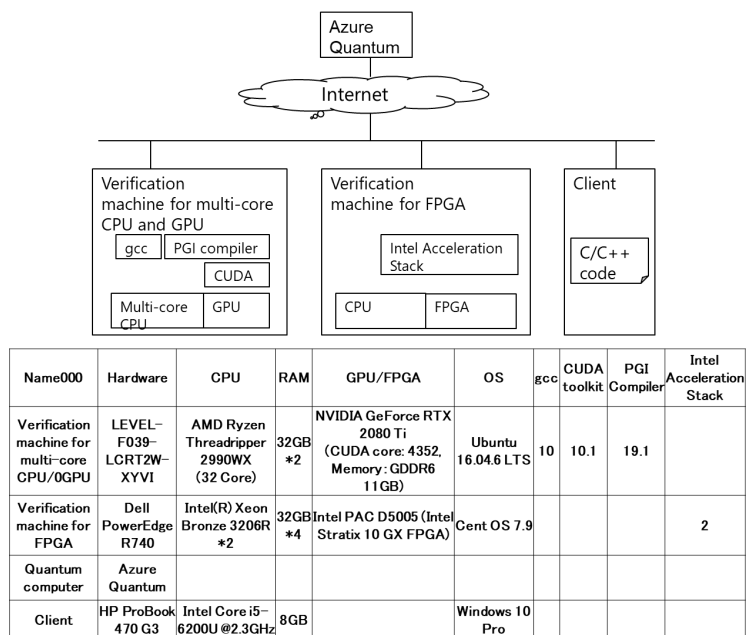 Azure
Quantum
Internet
Verification
machine for multi-core
CPU and GPU
gcc
PGI compiler
CUDA
Multi-core
CPU
GPU
Verification
machine for FPGA
Intel Acceleration
Stack
CPU
FPGA
Client
C/C++
code
Name000
Hardware
CPU
RAM
GPU/FPGA
OS
gcc
CUDA
toolkit
PGI
Compiler
Intel
Acceleration
Stack
Verification
machine for
multi-core
CPU/0GPU
LEVEL-
F039-
LCRT2W-
XYVI
AMD Ryzen
Threadripper
2990WX
(32 Core)
32GB
*2
NVIDIA GeForce RTX
2080 Ti
(CUDA core: 4352,
Memory: GDDR6
11GB)
Ubuntu
16.04.6 LTS
10
10.1
19.1
Verification
machine for
FPGA
Dell
PowerEdge
R740
Intel(R) Xeon
Bronze 3206R
*2
32GB
*4
Intel PAC D5005 (Intel
Stratix 10 GX FPGA)
Cent OS 7.9
2
Quantum
computer
Azure
Quantum
Client
HP ProBook
470 G3
Intel Core i5-
6200U @2.3GHz
8GB
Windows 10
Pro